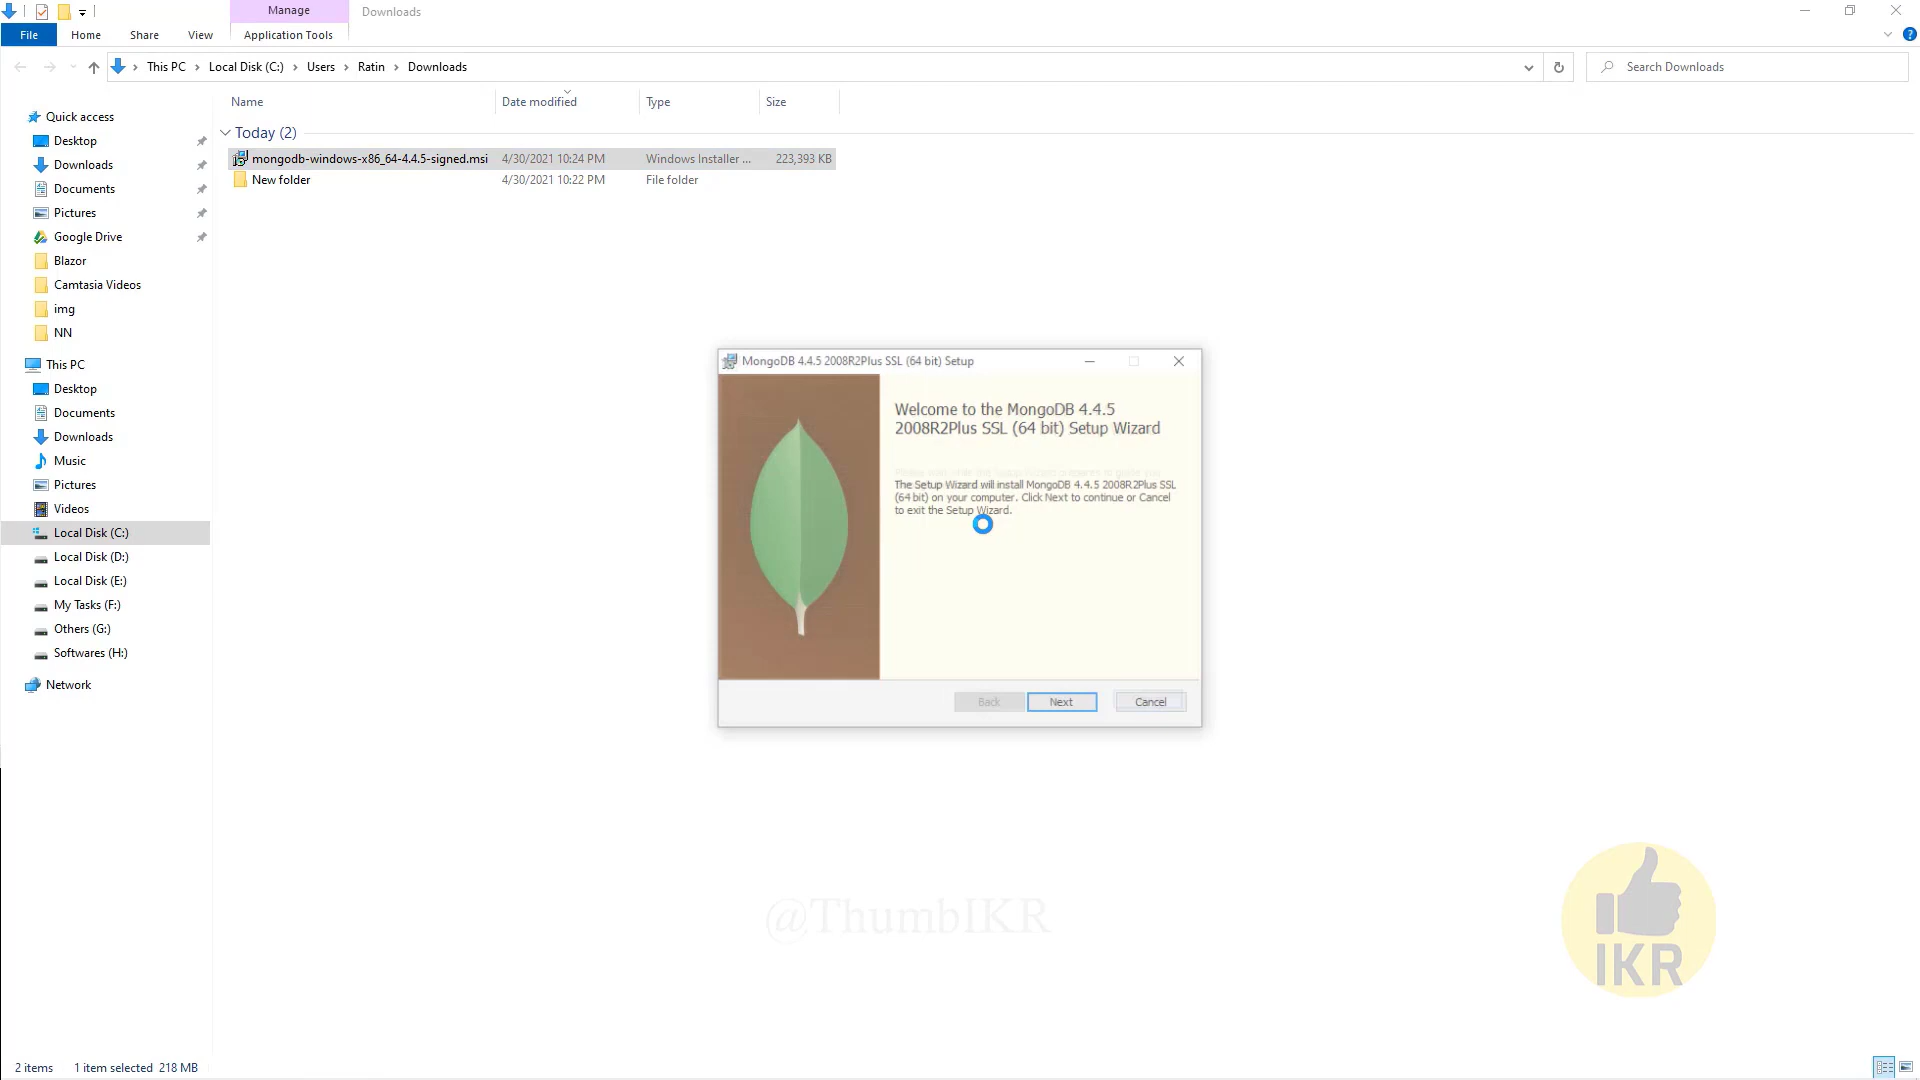 Manage
Downloads
File
Home
Share
View
Application Tools
This PC
Local Disk (C:)
Users
Ratin
Downloads
Search Downloads
Name
Date modified
Type
Size
Today (2)
mongodb-windows-x86_64-4.4.5-signed.msi
4/30/2021 10:24 PM
Windows Installer ...
223,393 KB
New folder
4/30/2021 10:22 PM
File folder
Quick access
Desktop
Downloads
Documents
Pictures
Google Drive
Blazor
Camtasia Videos
img
NN
This PC
Desktop
Documents
Downloads
Music
Pictures
Videos
Local Disk (C:)
Local Disk (D:)
Local Disk (E:)
My Tasks (F:)
Others (G:)
Softwares (H:)
Network
MongoDB 4.4.5 2008R2Plus SSL (64 bit) Setup
Welcome to the MongoDB 4.4.5
2008R2Plus SSL (64 bit) Setup Wizard
The Setup Wizard will install MongoDB 4.4.5 2008R2Plus SSL
(64 bit) on your computer. Click Next to continue or Cancel
to exit the Setup Wizard.
Back
Next
Cancel
@ThumbIKR
IKR
2 items
1 item selected
218 MB